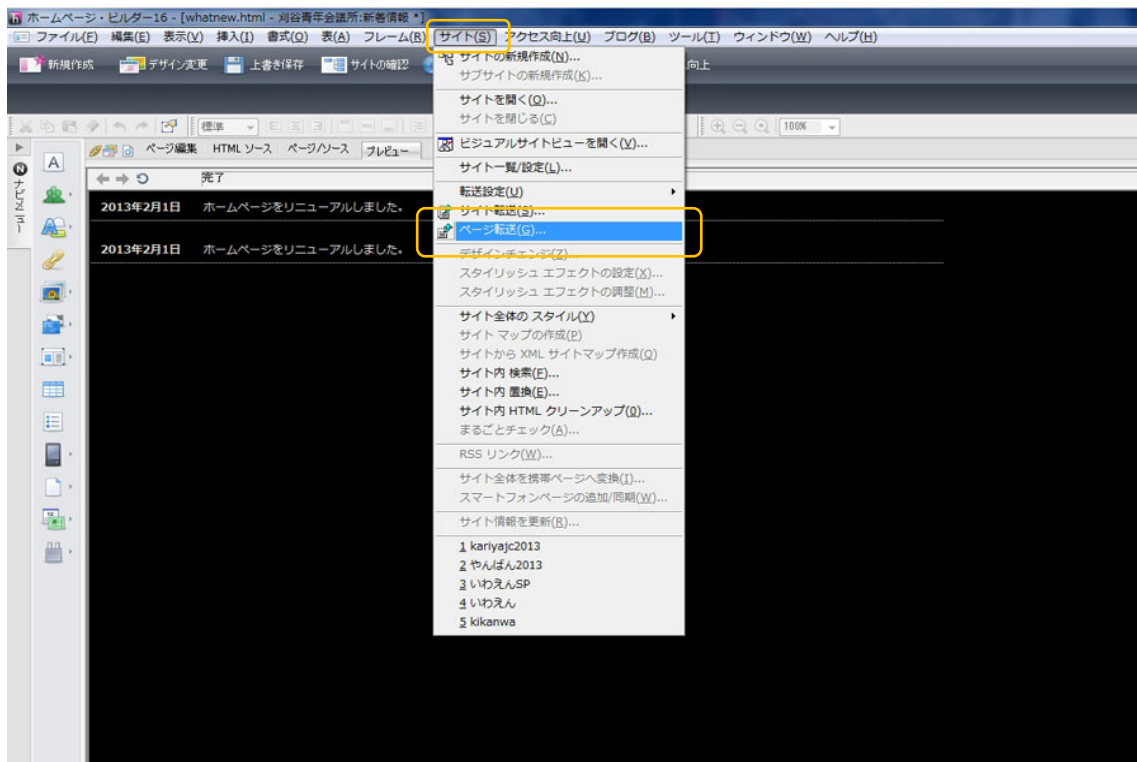 ホームページ・ビルダー16 - [whatnew.html - 刈谷青年会議所:新着情報 *]
ファイル(F) 編集(E) 表示(V) 挿入(I) 書式(O) 表(A) フレーム(R) サイト(S) アクセス向上(U) ブログ(B) ツール(T) ウィンドウ(W) ヘルプ(H)
新規作成 デザイン変更 上書き保存 サイトの確認 向上
標準 100%
ページ編集 HTML ソース ページ/ソース プレビュー
完了
ナビメニュー
2013年2月1日 ホームページをリニューアルしました。
2013年2月1日 ホームページをリニューアルしました。
サイトの新規作成(N)...
サブサイトの新規作成(K)...
サイトを開く(O)...
サイトを閉じる(C)
ビジュアルサイトビューを開く(V)...
サイト一覧/設定(L)...
転送設定(U)
サイト転送(S)...
ページ転送(G)...
デザインチェンジ(Z)...
スタイリッシュ エフェクトの設定(X)...
スタイリッシュ エフェクトの調整(M)...
サイト全体の スタイル(Y)
サイト マップの作成(P)
サイトから XML サイトマップ作成(Q)
サイト内 検索(F)...
サイト内 置換(E)...
サイト内 HTML クリーンアップ(0)...
まるごとチェック(A)...
RSS リンク(W)...
サイト全体を携帯ページへ変換(I)...
スマートフォンページの追加/同期(W)...
サイト情報を更新(R)...
1 kariyajc2013
2 やんばん2013
3 いわえんSP
4 いわえん
5 kikanwa